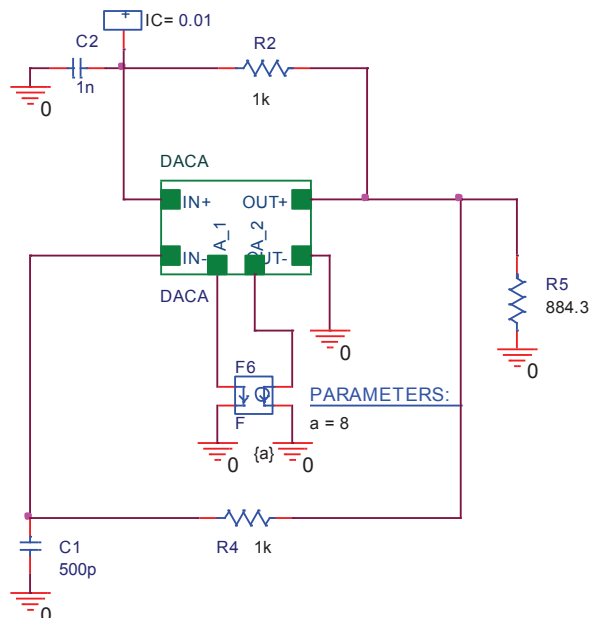 IC= 0.01
C2
R2
1n
1k
0
DACA
IN+
OUT+
A_1
A_2
IN-
OUT-
DACA
R5
884.3
0
0
F6
PARAMETERS:
F
a = 8
{a}
0
0
C1
500p
R4
1k
0